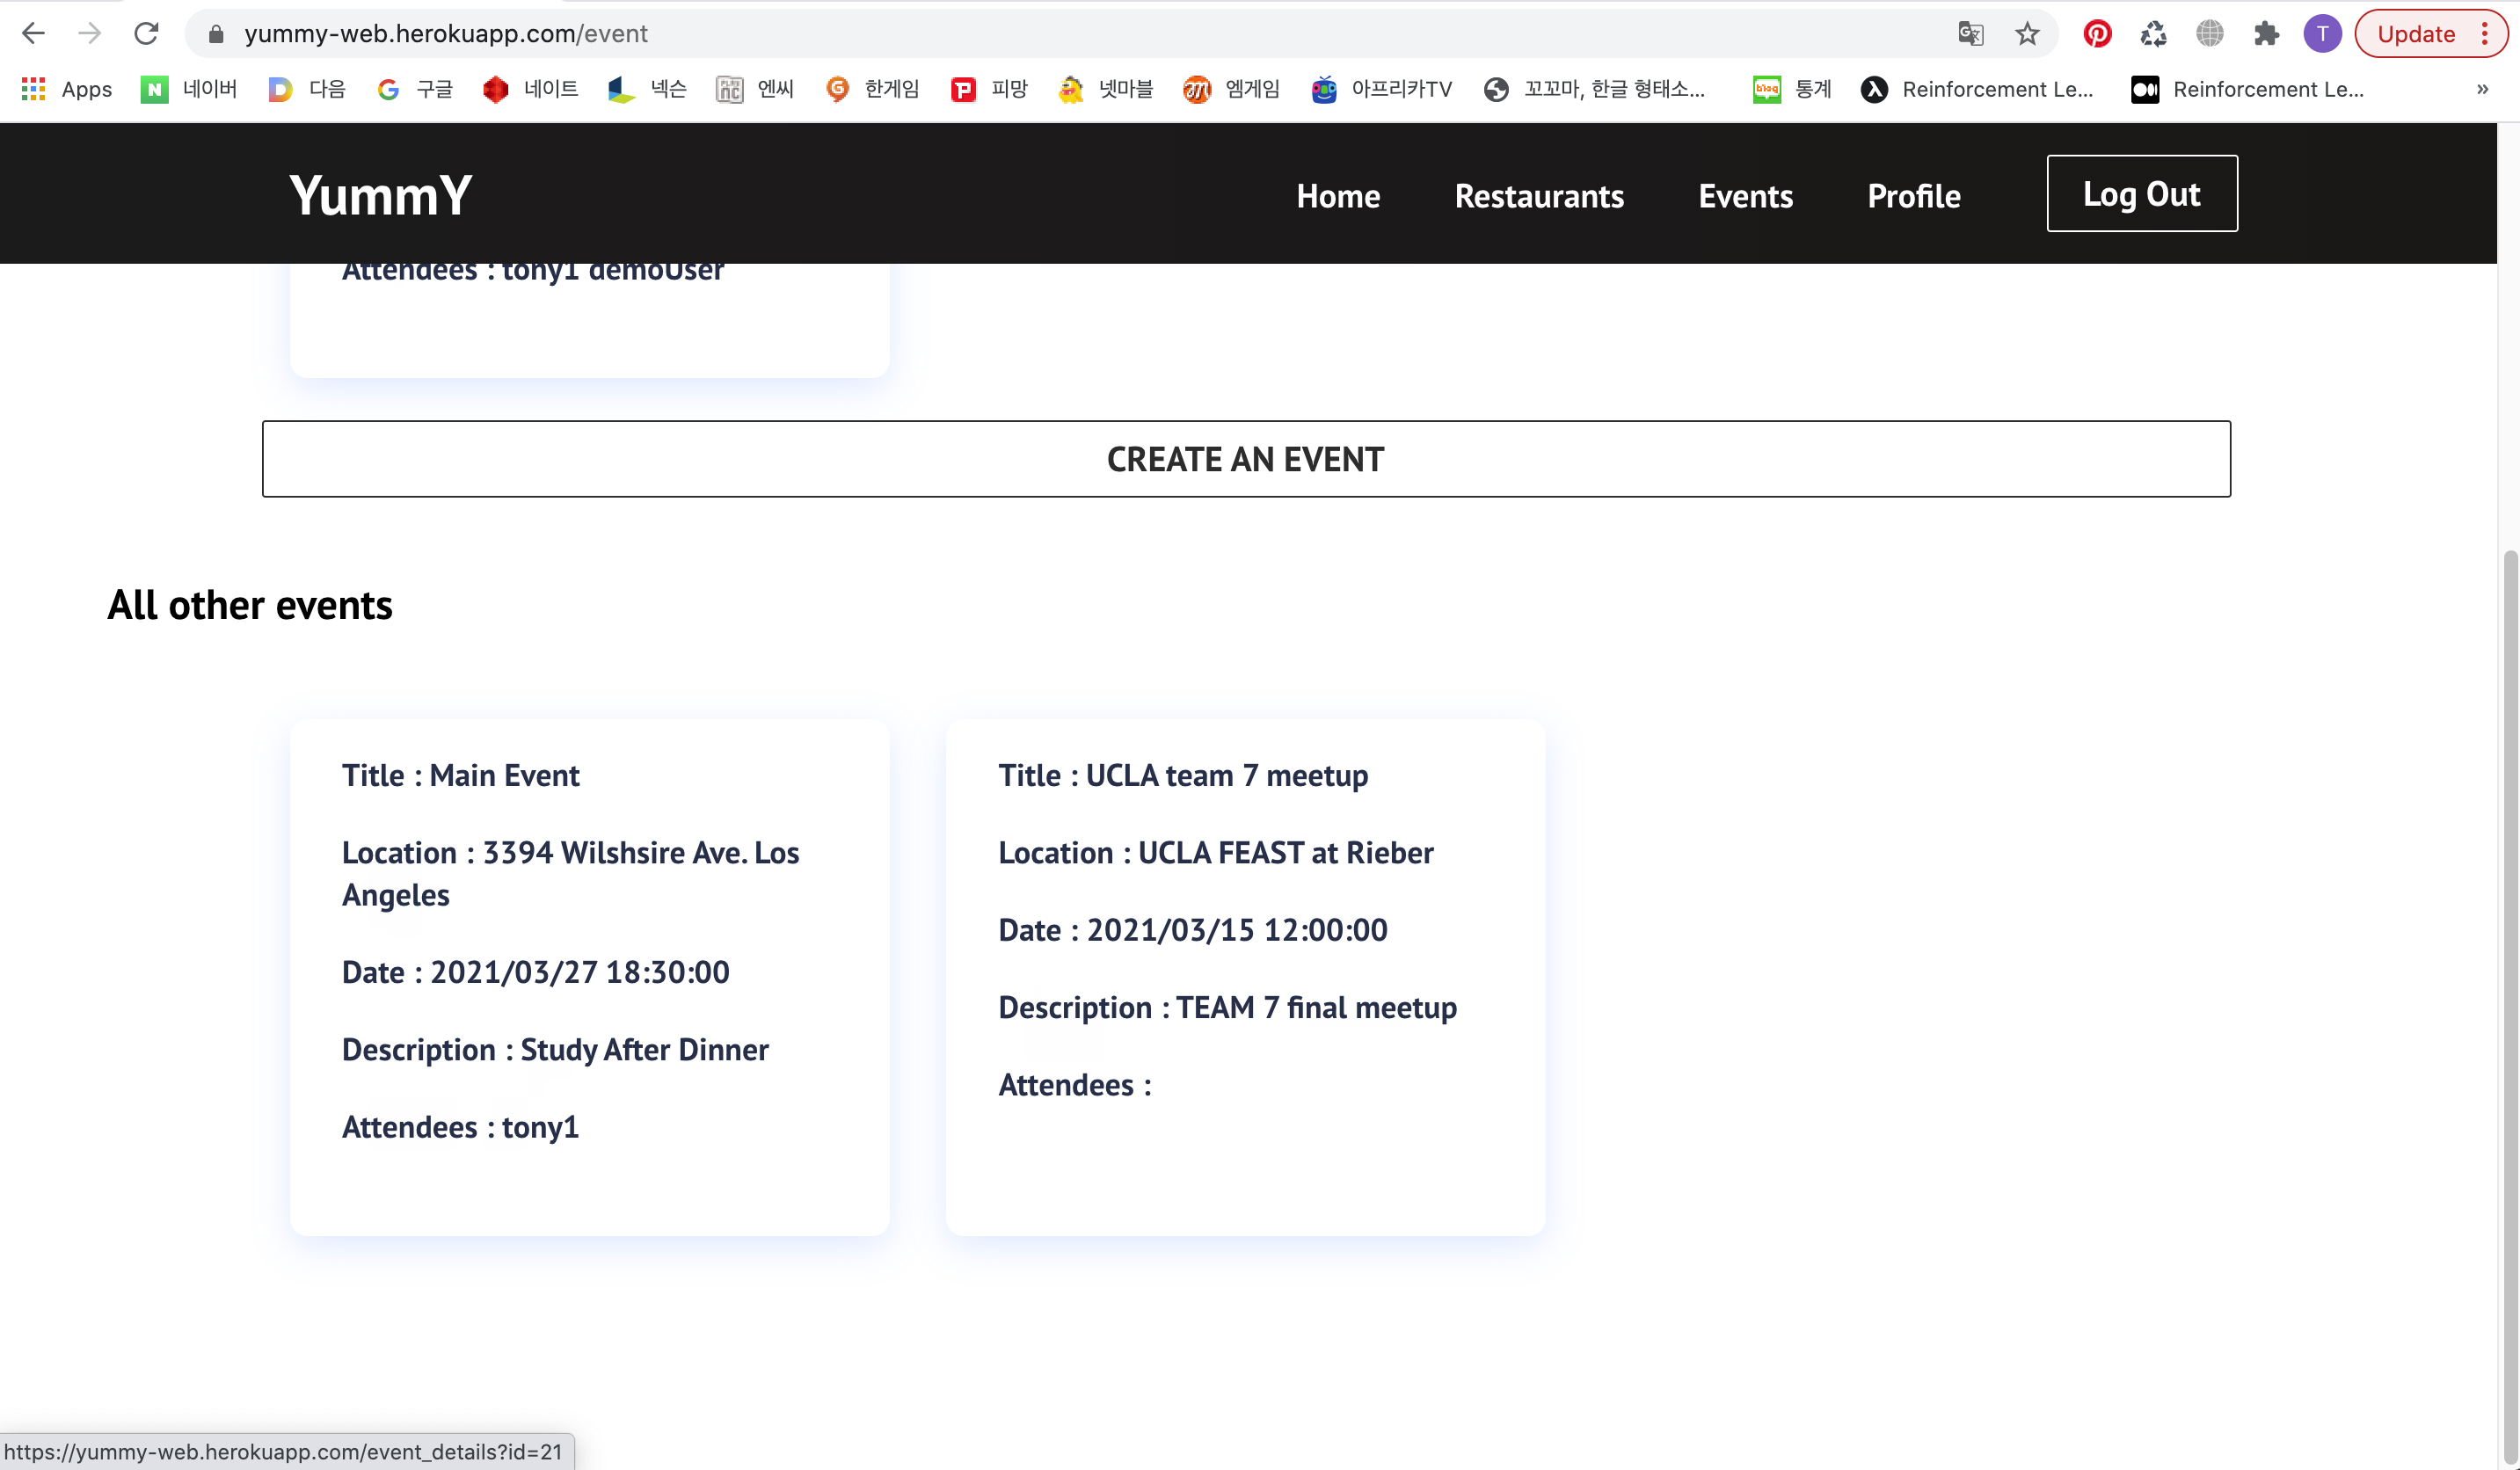 yummy-web.herokuapp.com/event
T
Update
Apps 네이버 다음 구글 네이트 넥슨 엔씨 한게임 피망 넷마블 엠게임 아프리카TV 꼬꼬마, 한글 형태소... 통계 Reinforcement Le... Reinforcement Le... »
YummY
Home Restaurants Events Profile Log Out
Attendees : tony1 demoUser
CREATE AN EVENT
All other events
Title : Main Event
Location : 3394 Wilshsire Ave. Los
Angeles
Date : 2021/03/27 18:30:00
Description : Study After Dinner
Attendees : tony1
Title : UCLA team 7 meetup
Location : UCLA FEAST at Rieber
Date : 2021/03/15 12:00:00
Description : TEAM 7 final meetup
Attendees :
https://yummy-web.herokuapp.com/event_details?id=21